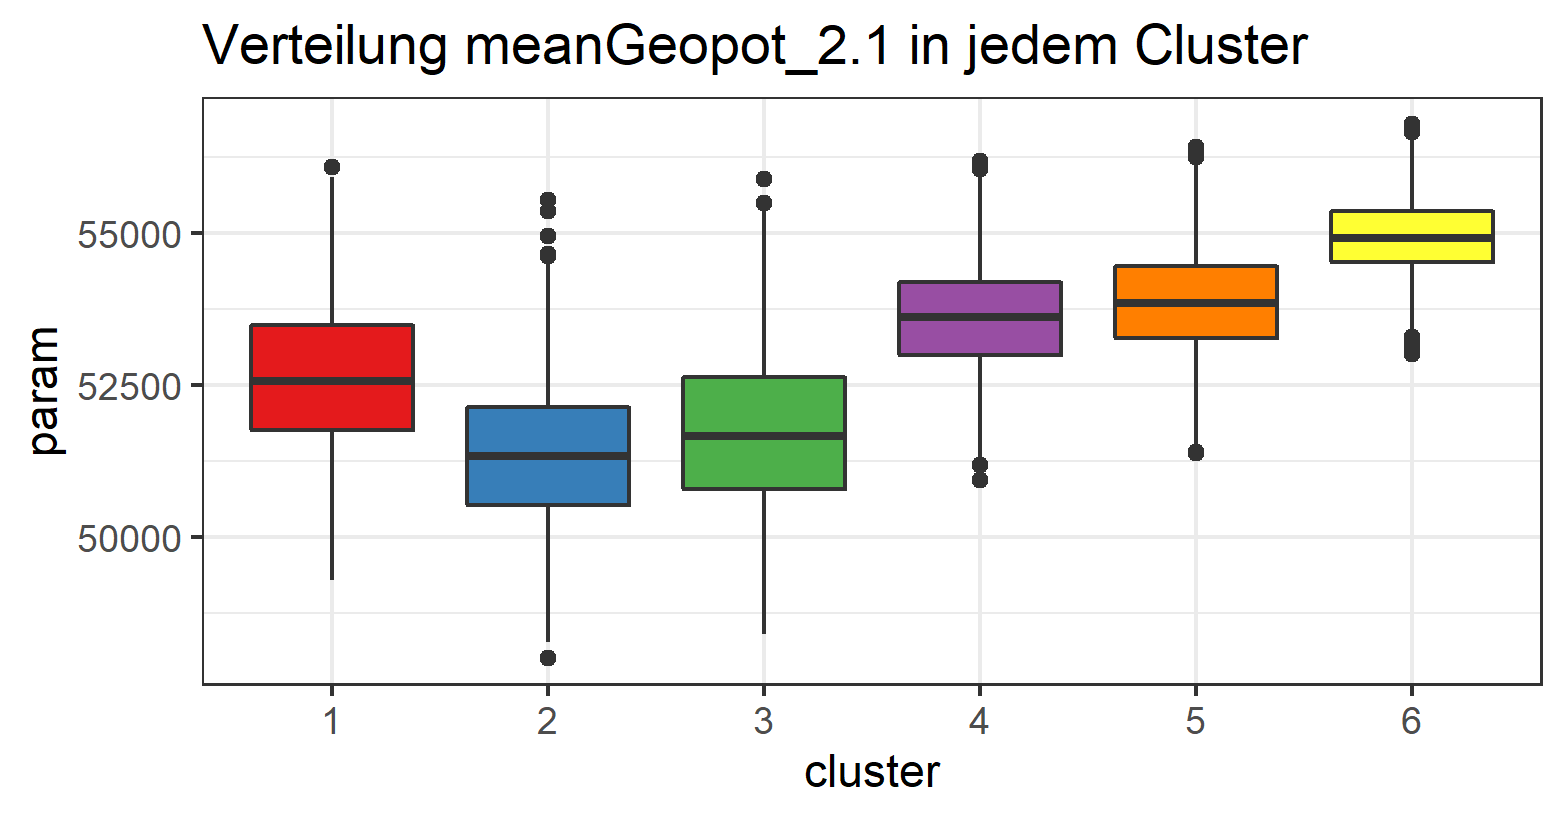 Verteilung meanGeopot_2.1 in jedem Cluster
param
55000
52500
50000
1 2 3 4 5 6
cluster